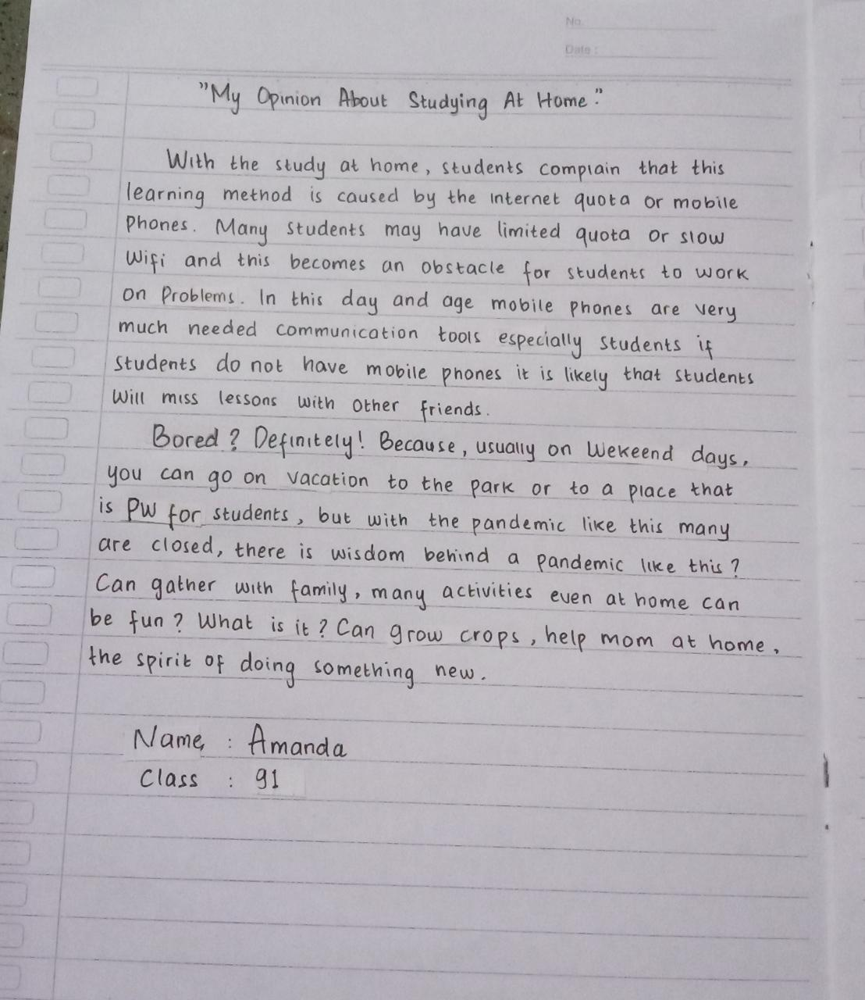 No.
Date :
"My Opinion About Studying At Home."
With the study at home, students complain that this
learning method is caused by the internet quota or mobile
Phones. Many students may have limited quota or slow
Wifi and this becomes an obstacle for students to work
on Problems. In this day and age mobile phones are very
much needed communication tools especially students if
students do not have mobile phones it is likely that students
Will miss lessons with other friends.
Bored? Definitely! Because, usually on Wekeend days,
you can go on vacation to the park or to a place that
is PW for students, but with the pandemic like this many
are closed, there is wisdom behind a pandemic like this?
Can gather with family, many activities even at home can
be fun? What is it? Can grow crops, help mom at home,
the spirit of doing something new.
Name : Amanda
Class : 91